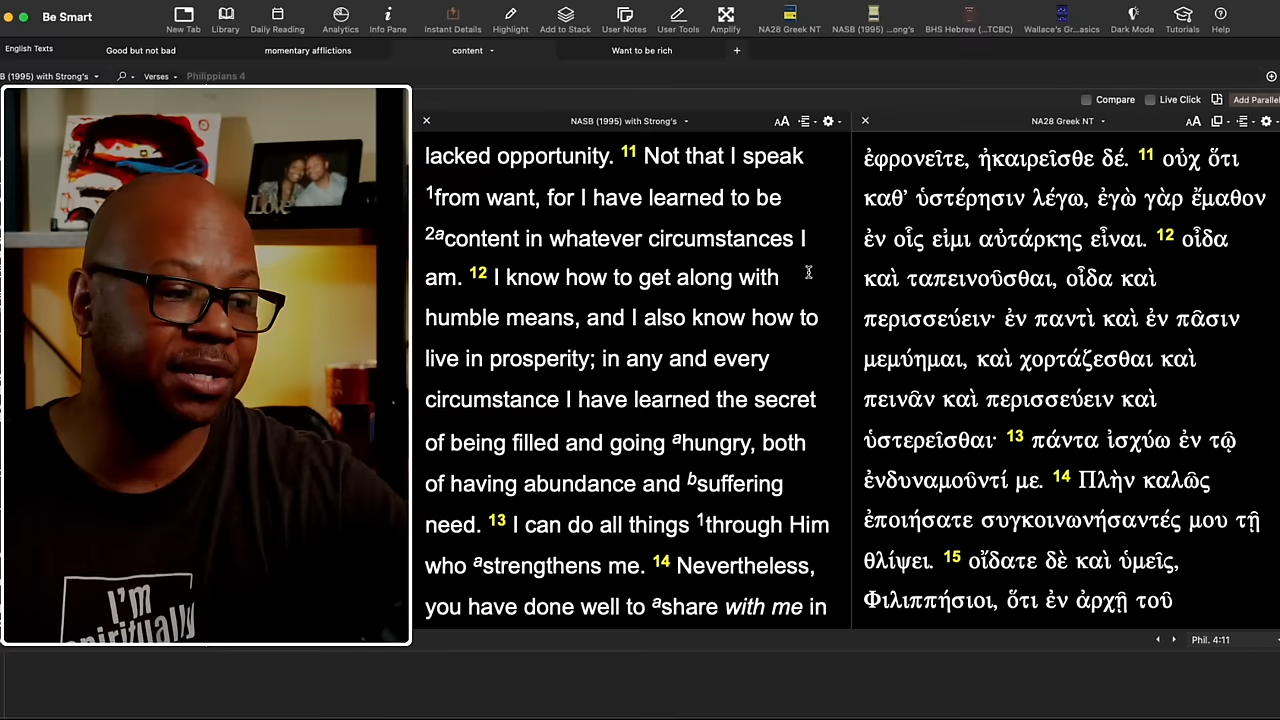 Be Smart
New Tab
Library
Daily Reading
Analytics
Info Pane
Instant Details
Highlight
Add to Stack
User Notes
User Tools
Amplify
NA28 Greek NT
NASB (1995) ...ong's
BHS Hebrew (...TCBC)
Wallace's Gr...asics
Dark Mode
Tutorials
Help
English Texts
Good but not bad
momentary afflictions
content
Want to be rich
+
B (1995) with Strong's
Verses
Philippians 4
Compare
Live Click
Add Paralle
NASB (1995) with Strong's
AA
lacked opportunity. 11 Not that I speak
1from want, for I have learned to be
2acontent in whatever circumstances I
am. 12 I know how to get along with
humble means, and I also know how to
live in prosperity; in any and every
circumstance I have learned the secret
of being filled and going ahungry, both
of having abundance and bsuffering
need. 13 I can do all things 1through Him
who astrengthens me. 14 Nevertheless,
you have done well to ashare with me in
NA28 Greek NT
AA
ἐφρονεῖτε, ἠκαιρεῖσθε δέ. 11 οὐχ ὅτι
καθ’ ὑστέρησιν λέγω, ἐγὼ γὰρ ἔμαθον
ἐν οἷς εἰμι αὐτάρκης εἶναι. 12 οἶδα
καὶ ταπεινοῦσθαι, οἶδα καὶ
περισσεύειν· ἐν παντὶ καὶ ἐν πᾶσιν
μεμύημαι, καὶ χορτάζεσθαι καὶ
πεινᾶν καὶ περισσεύειν καὶ
ὑστερεῖσθαι· 13 πάντα ἰσχύω ἐν τῷ
ἐνδυναμοῦντί με. 14 Πλὴν καλῶς
ἐποιήσατε συγκοινωνήσαντές μου τῇ
θλίψει. 15 οἴδατε δὲ καὶ ὑμεῖς,
Φιλιππήσιοι, ὅτι ἐν ἀρχῇ τοῦ
Phil. 4:11
Love
I'm
spiritually